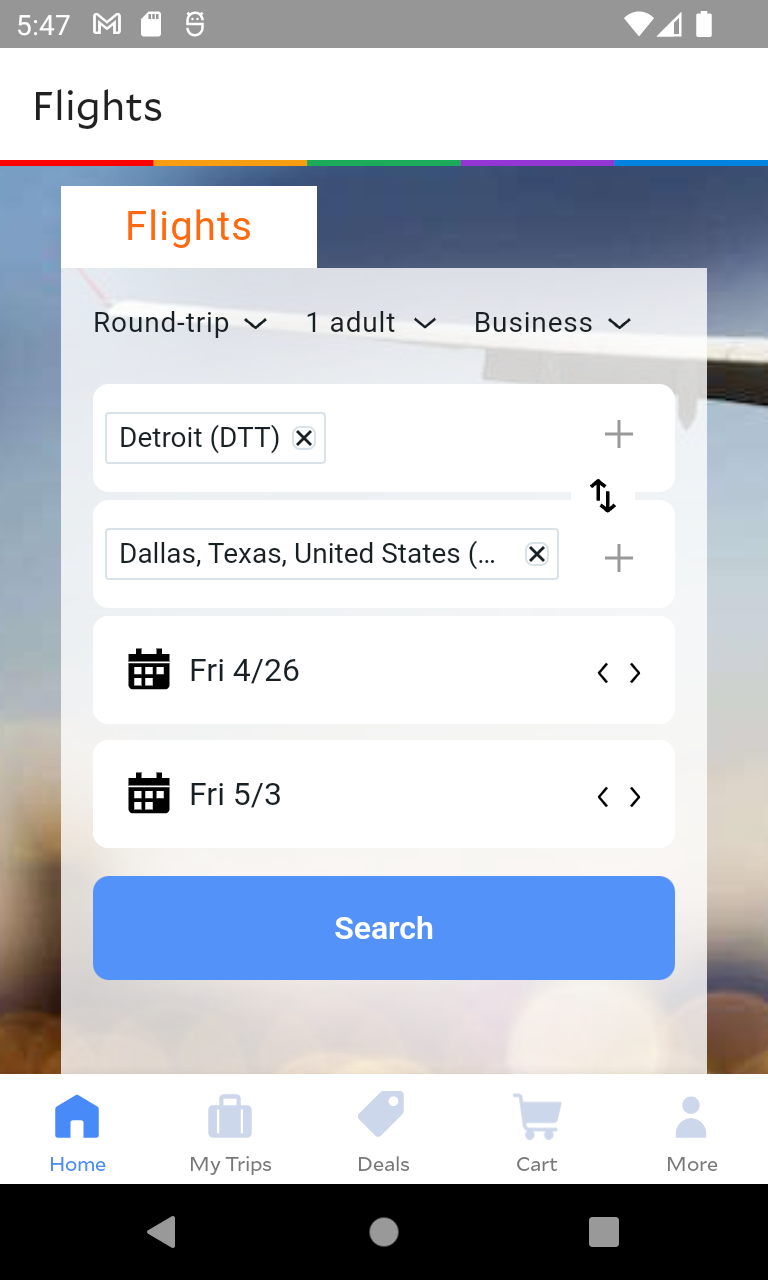 5:47
Flights
Flights
Round-trip 1 adult Business
Detroit (DTT)
Dallas, Texas, United States (...
Fri 4/26
Fri 5/3
Search
Home My Trips Deals Cart More